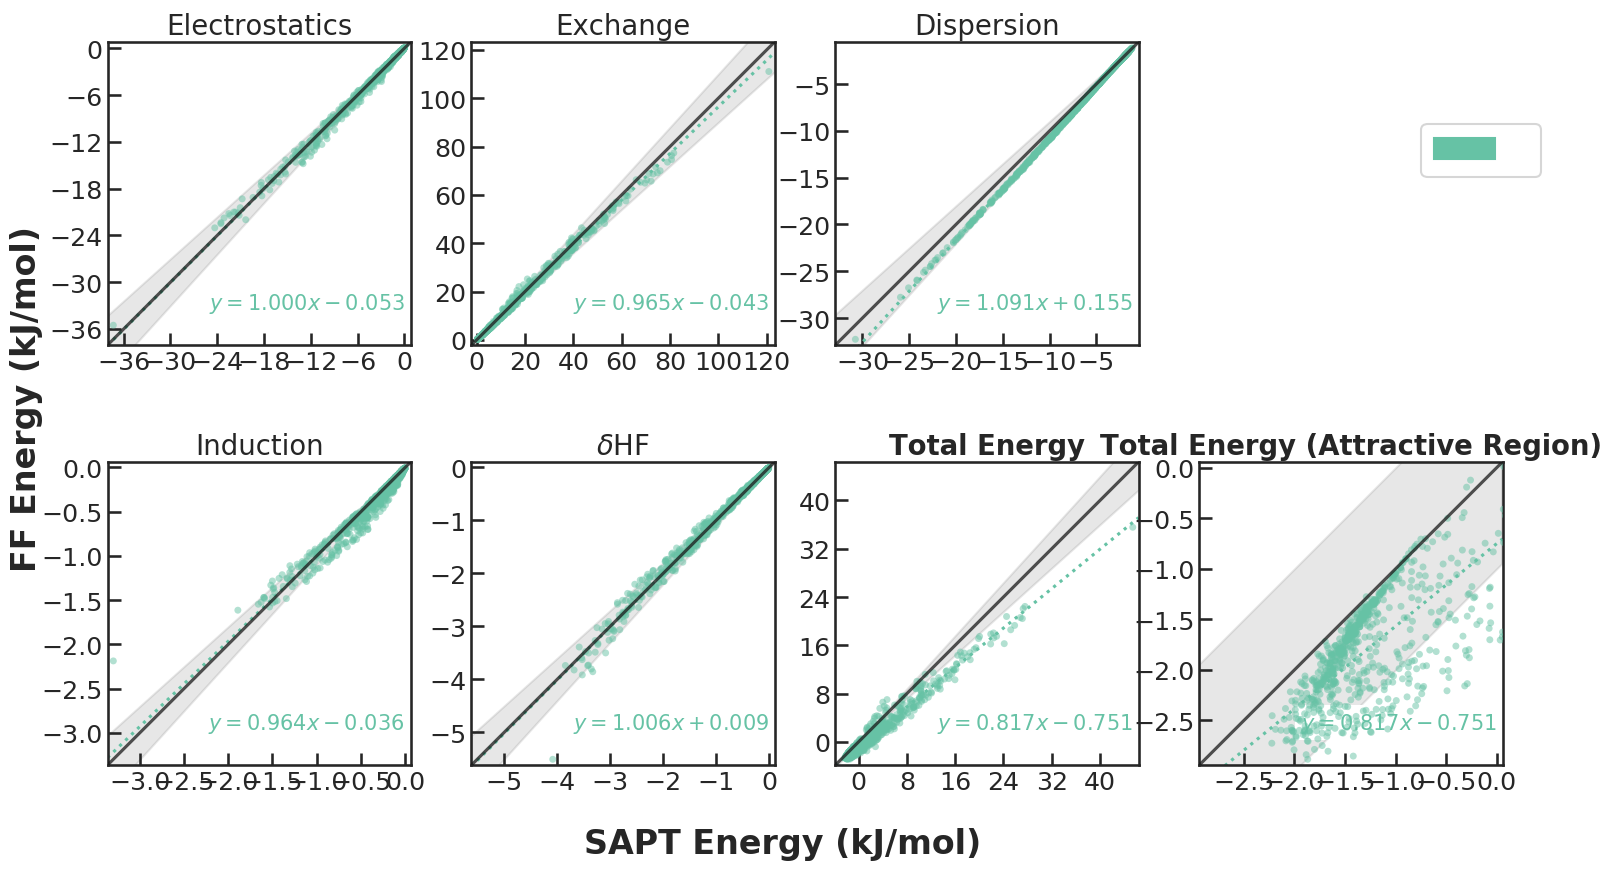 Electrostatics
Exchange
Dispersion
0
−6
−12
−18
−24
−30
−36
y = 1.000x − 0.053
−36 −30 −24 −18 −12 −6 0
120
100
80
60
40
20
0
y = 0.965x − 0.043
0 20 40 60 80 100 120
−5
−10
−15
−20
−25
−30
y = 1.091x + 0.155
−30 −25 −20 −15 −10 −5
FF Energy (kJ/mol)
Induction
δHF
Total Energy
Total Energy (Attractive Region)
0.0
−0.5
−1.0
−1.5
−2.0
−2.5
−3.0
y = 0.964x − 0.036
−3.0 −2.5 −2.0 −1.5 −1.0 −0.5 0.0
0
−1
−2
−3
−4
−5
y = 1.006x + 0.009
−5 −4 −3 −2 −1 0
40
32
24
16
8
0
y = 0.817x − 0.751
0 8 16 24 32 40
0.0
−0.5
−1.0
−1.5
−2.0
−2.5
y = 0.817x − 0.751
−2.5 −2.0 −1.5 −1.0 −0.5 0.0
SAPT Energy (kJ/mol)